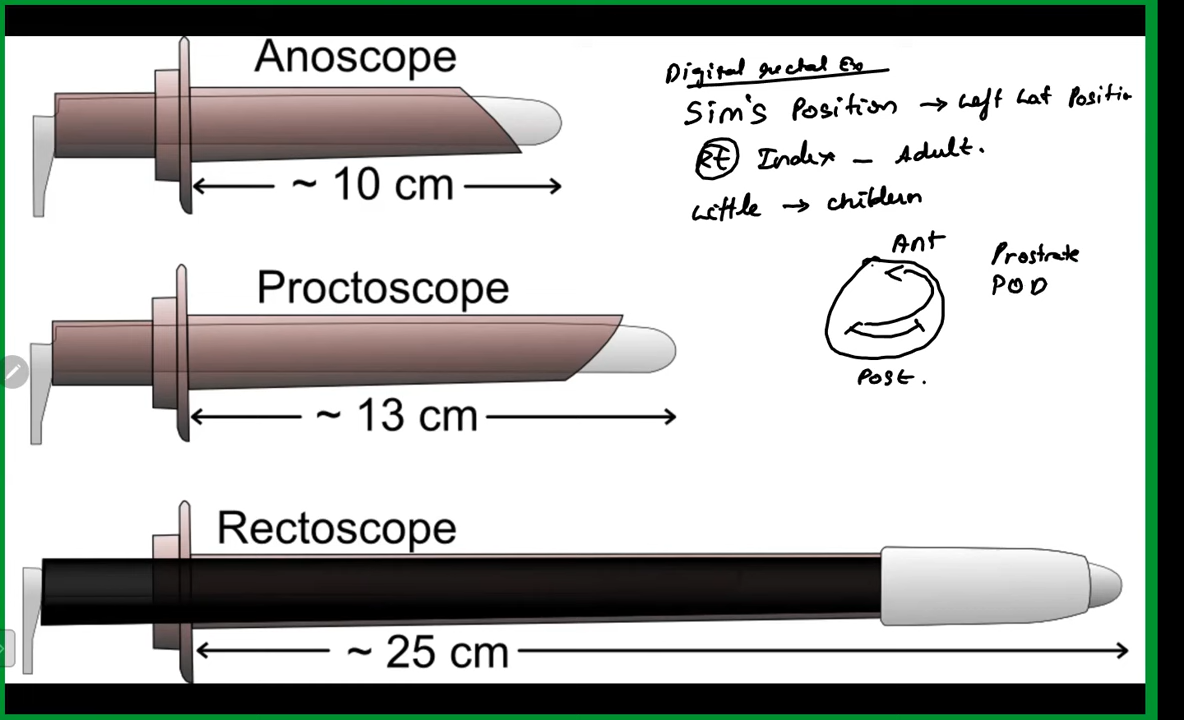 Anoscope
~ 10 cm
Proctoscope
~ 13 cm
Rectoscope
~ 25 cm
Digital rectal Ex
Sim's Position → Left Lat Positio
Rt Index – Adult.
Little → children
Ant
Prostrate
POD
Post.